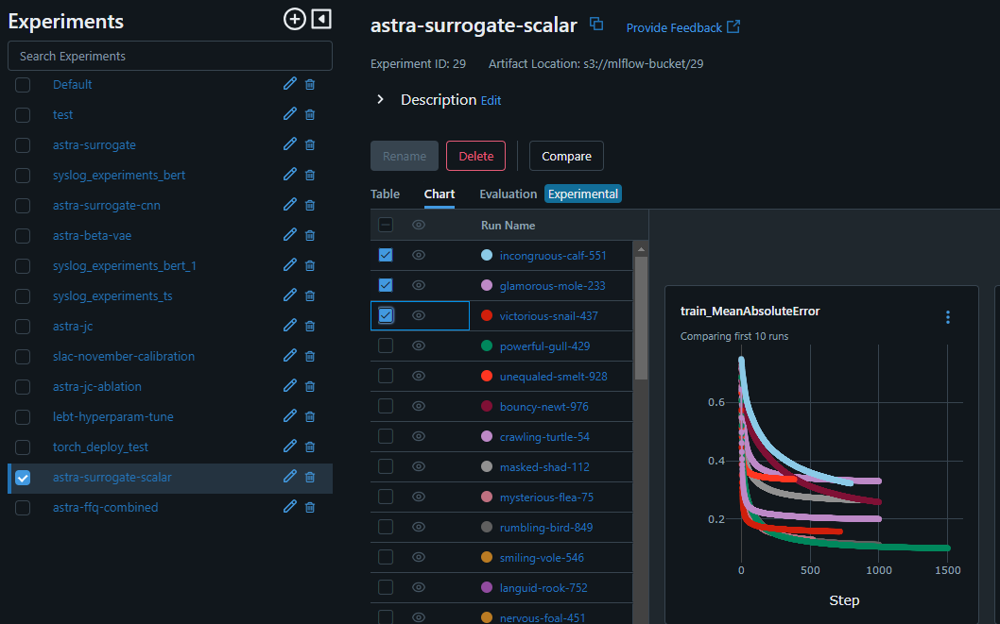 Experiments
Search Experiments
Default
test
astra-surrogate
syslog_experiments_bert
astra-surrogate-cnn
astra-beta-vae
syslog_experiments_bert_1
syslog_experiments_ts
astra-jc
slac-november-calibration
astra-jc-ablation
lebt-hyperparam-tune
torch_deploy_test
astra-surrogate-scalar
astra-ffq-combined
astra-surrogate-scalar
Provide Feedback
Experiment ID: 29 Artifact Location: s3://mlflow-bucket/29
Description Edit
Rename Delete Compare
Table Chart Evaluation Experimental
Run Name
incongruous-calf-551
glamorous-mole-233
victorious-snail-437
powerful-gull-429
unequaled-smelt-928
bouncy-newt-976
crawling-turtle-54
masked-shad-112
mysterious-flea-75
rumbling-bird-849
smiling-vole-546
languid-rook-752
nervous-foal-451
train_MeanAbsoluteError
Comparing first 10 runs
0.6
0.4
0.2
0 500 1000 1500
Step